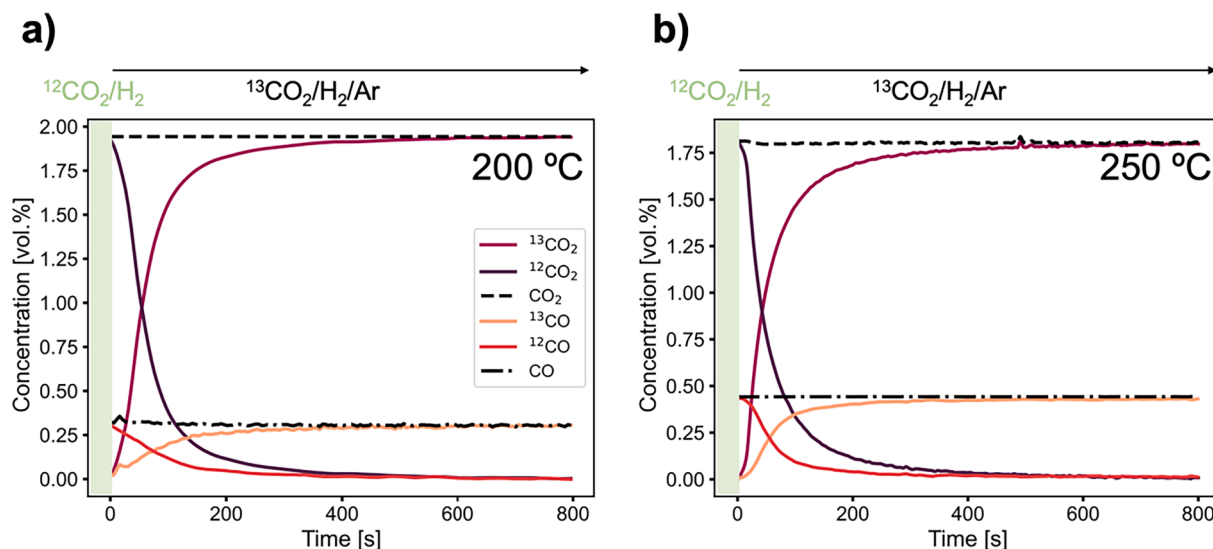 a)
¹²CO₂/H₂
¹³CO₂/H₂/Ar
Concentration [vol.%]
2.00
1.75
1.50
1.25
1.00
0.75
0.50
0.25
0.00
200 ºC
¹³CO₂
¹²CO₂
CO₂
¹³CO
¹²CO
CO
0
200
400
600
800
Time [s]
b)
¹²CO₂/H₂
¹³CO₂/H₂/Ar
Concentration [vol.%]
1.75
1.50
1.25
1.00
0.75
0.50
0.25
0.00
250 ºC
0
200
400
600
800
Time [s]